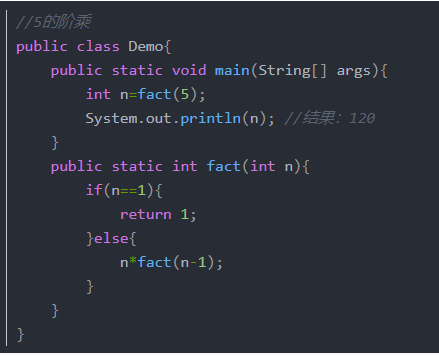 //5的阶乘
public class Demo{
    public static void main(String[] args){
        int n=fact(5);
        System.out.println(n); //结果：120
    }
    public static int fact(int n){
        if(n==1){
            return 1;
        }else{
            n*fact(n-1);
        }
    }
}